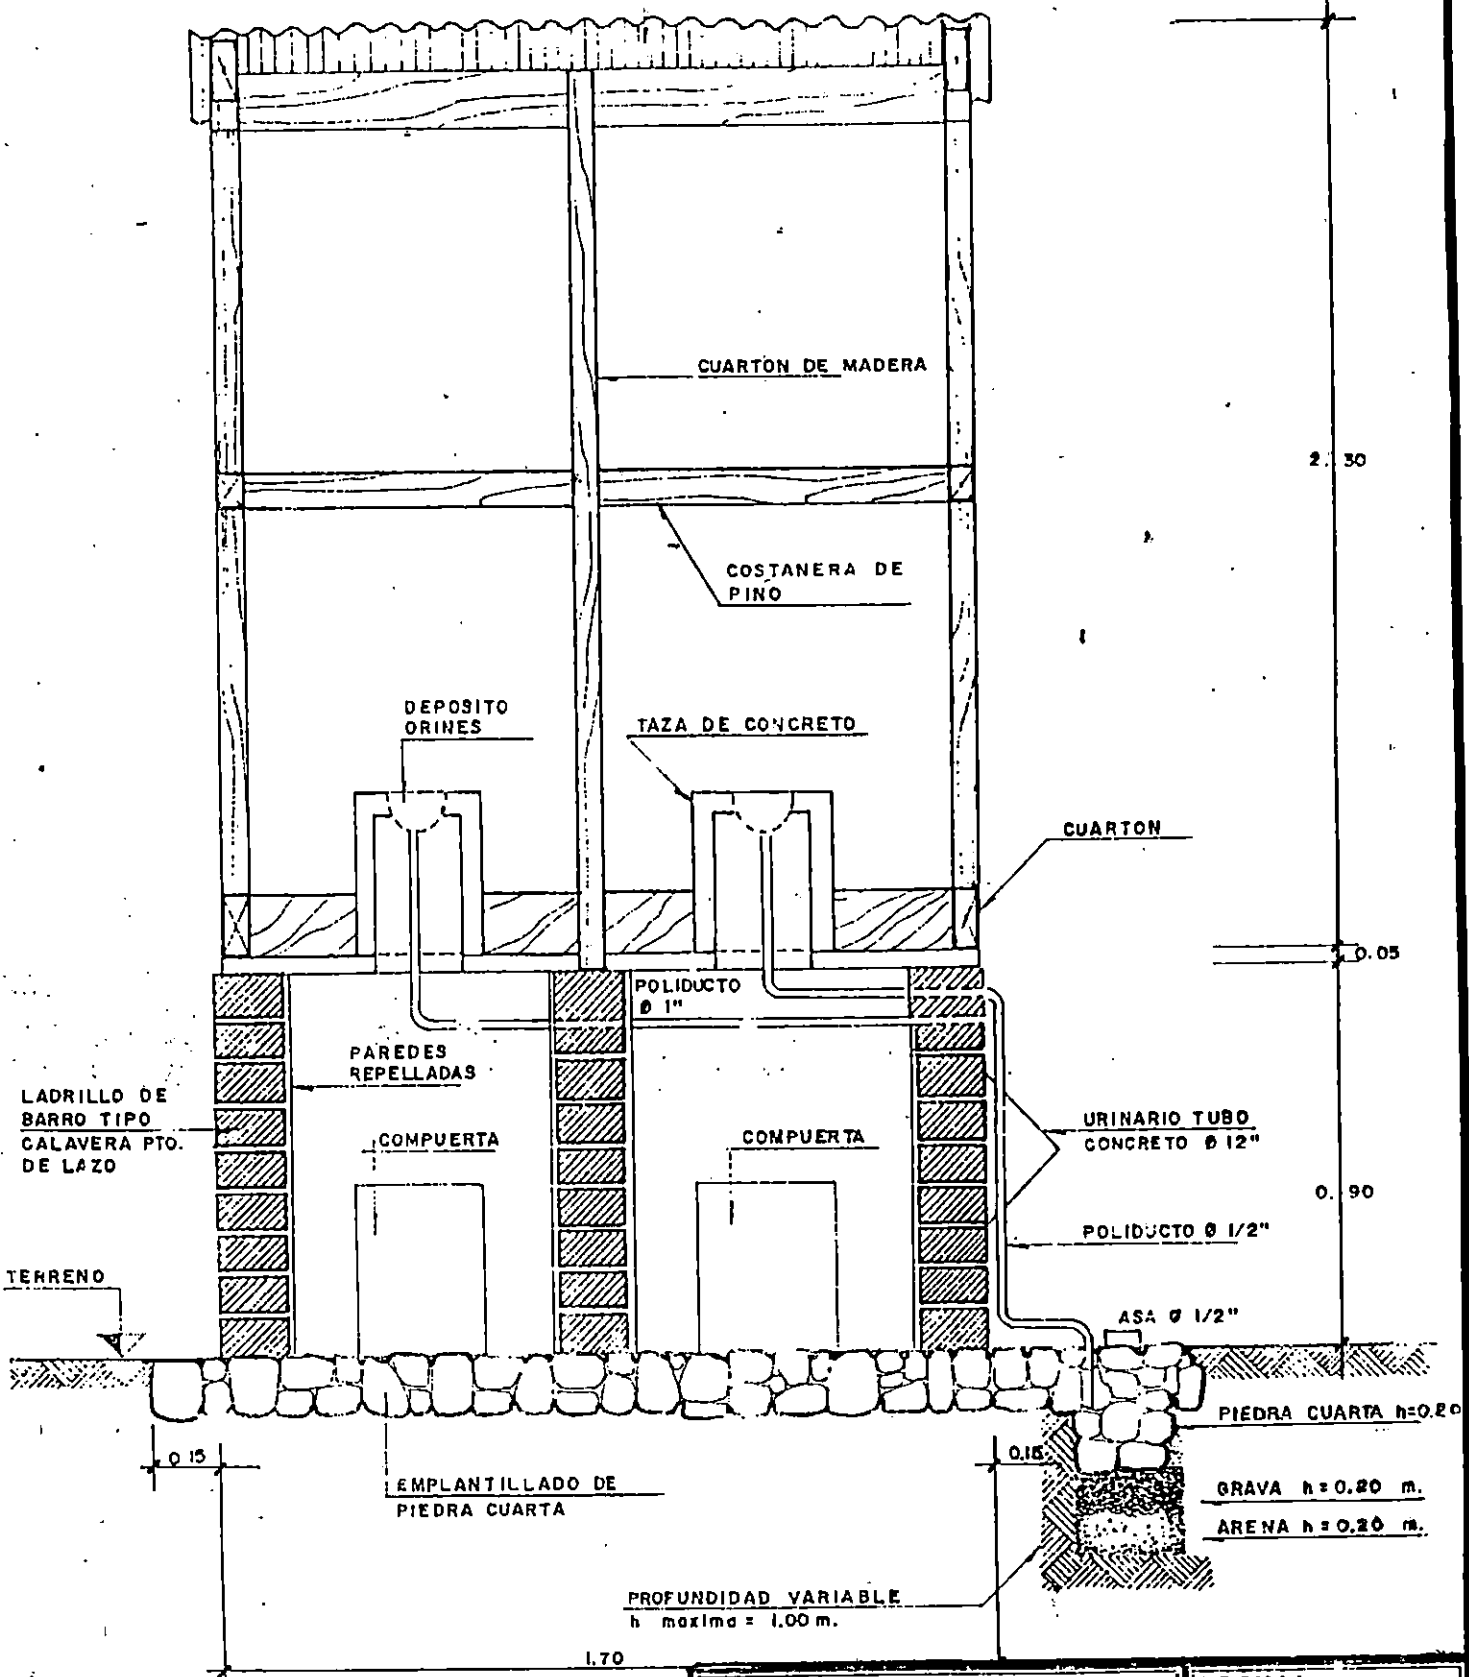 CUARTON DE MADERA
2.30
COSTANERA DE
PINO
DEPOSITO
ORINES
TAZA DE CONCRETO
CUARTON
0.05
POLIDUCTO
Ø 1"
PAREDES
REPELLADAS
LADRILLO DE
BARRO TIPO
CALAVERA PTO.
DE LAZO
COMPUERTA
COMPUERTA
URINARIO TUBO
CONCRETO Ø 12"
0.90
POLIDUCTO Ø 1/2"
TERRENO
ASA Ø 1/2"
PIEDRA CUARTA h=0.20
0.15
0.15
EMPLANTILLADO DE
PIEDRA CUARTA
GRAVA h=0.20 m.
ARENA h=0.20 m.
PROFUNDIDAD VARIABLE
h maxima = 1.00 m.
1.70